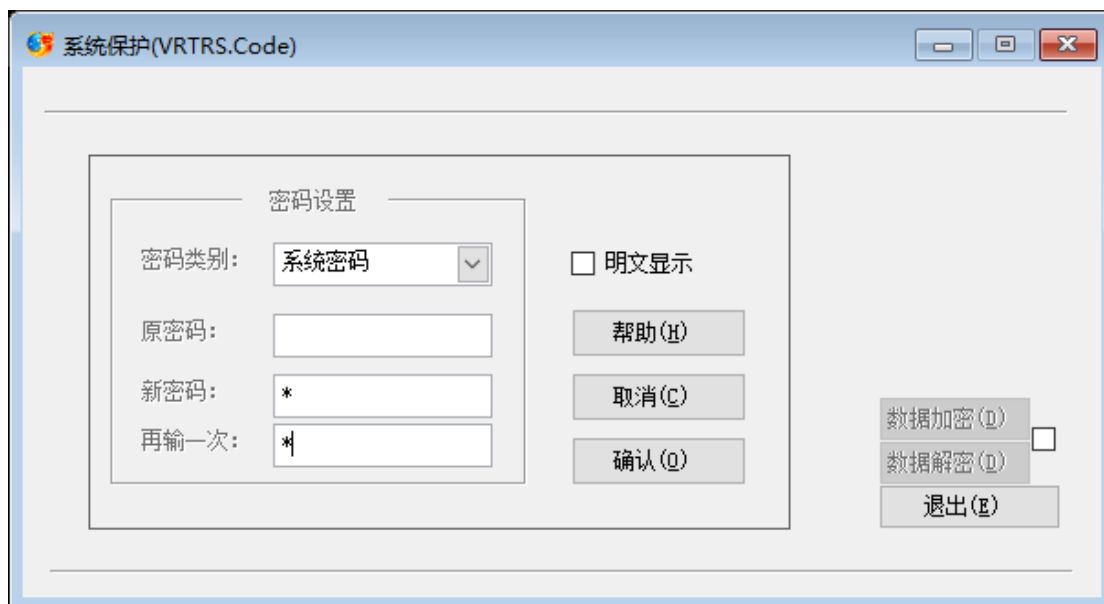 系统保护(VRTRS.Code)
密码设置
密码类别: 系统密码
明文显示
原密码:
帮助(H)
新密码: *
取消(C)
再输一次: *
确认(O)
数据加密(D)
数据解密(D)
退出(E)